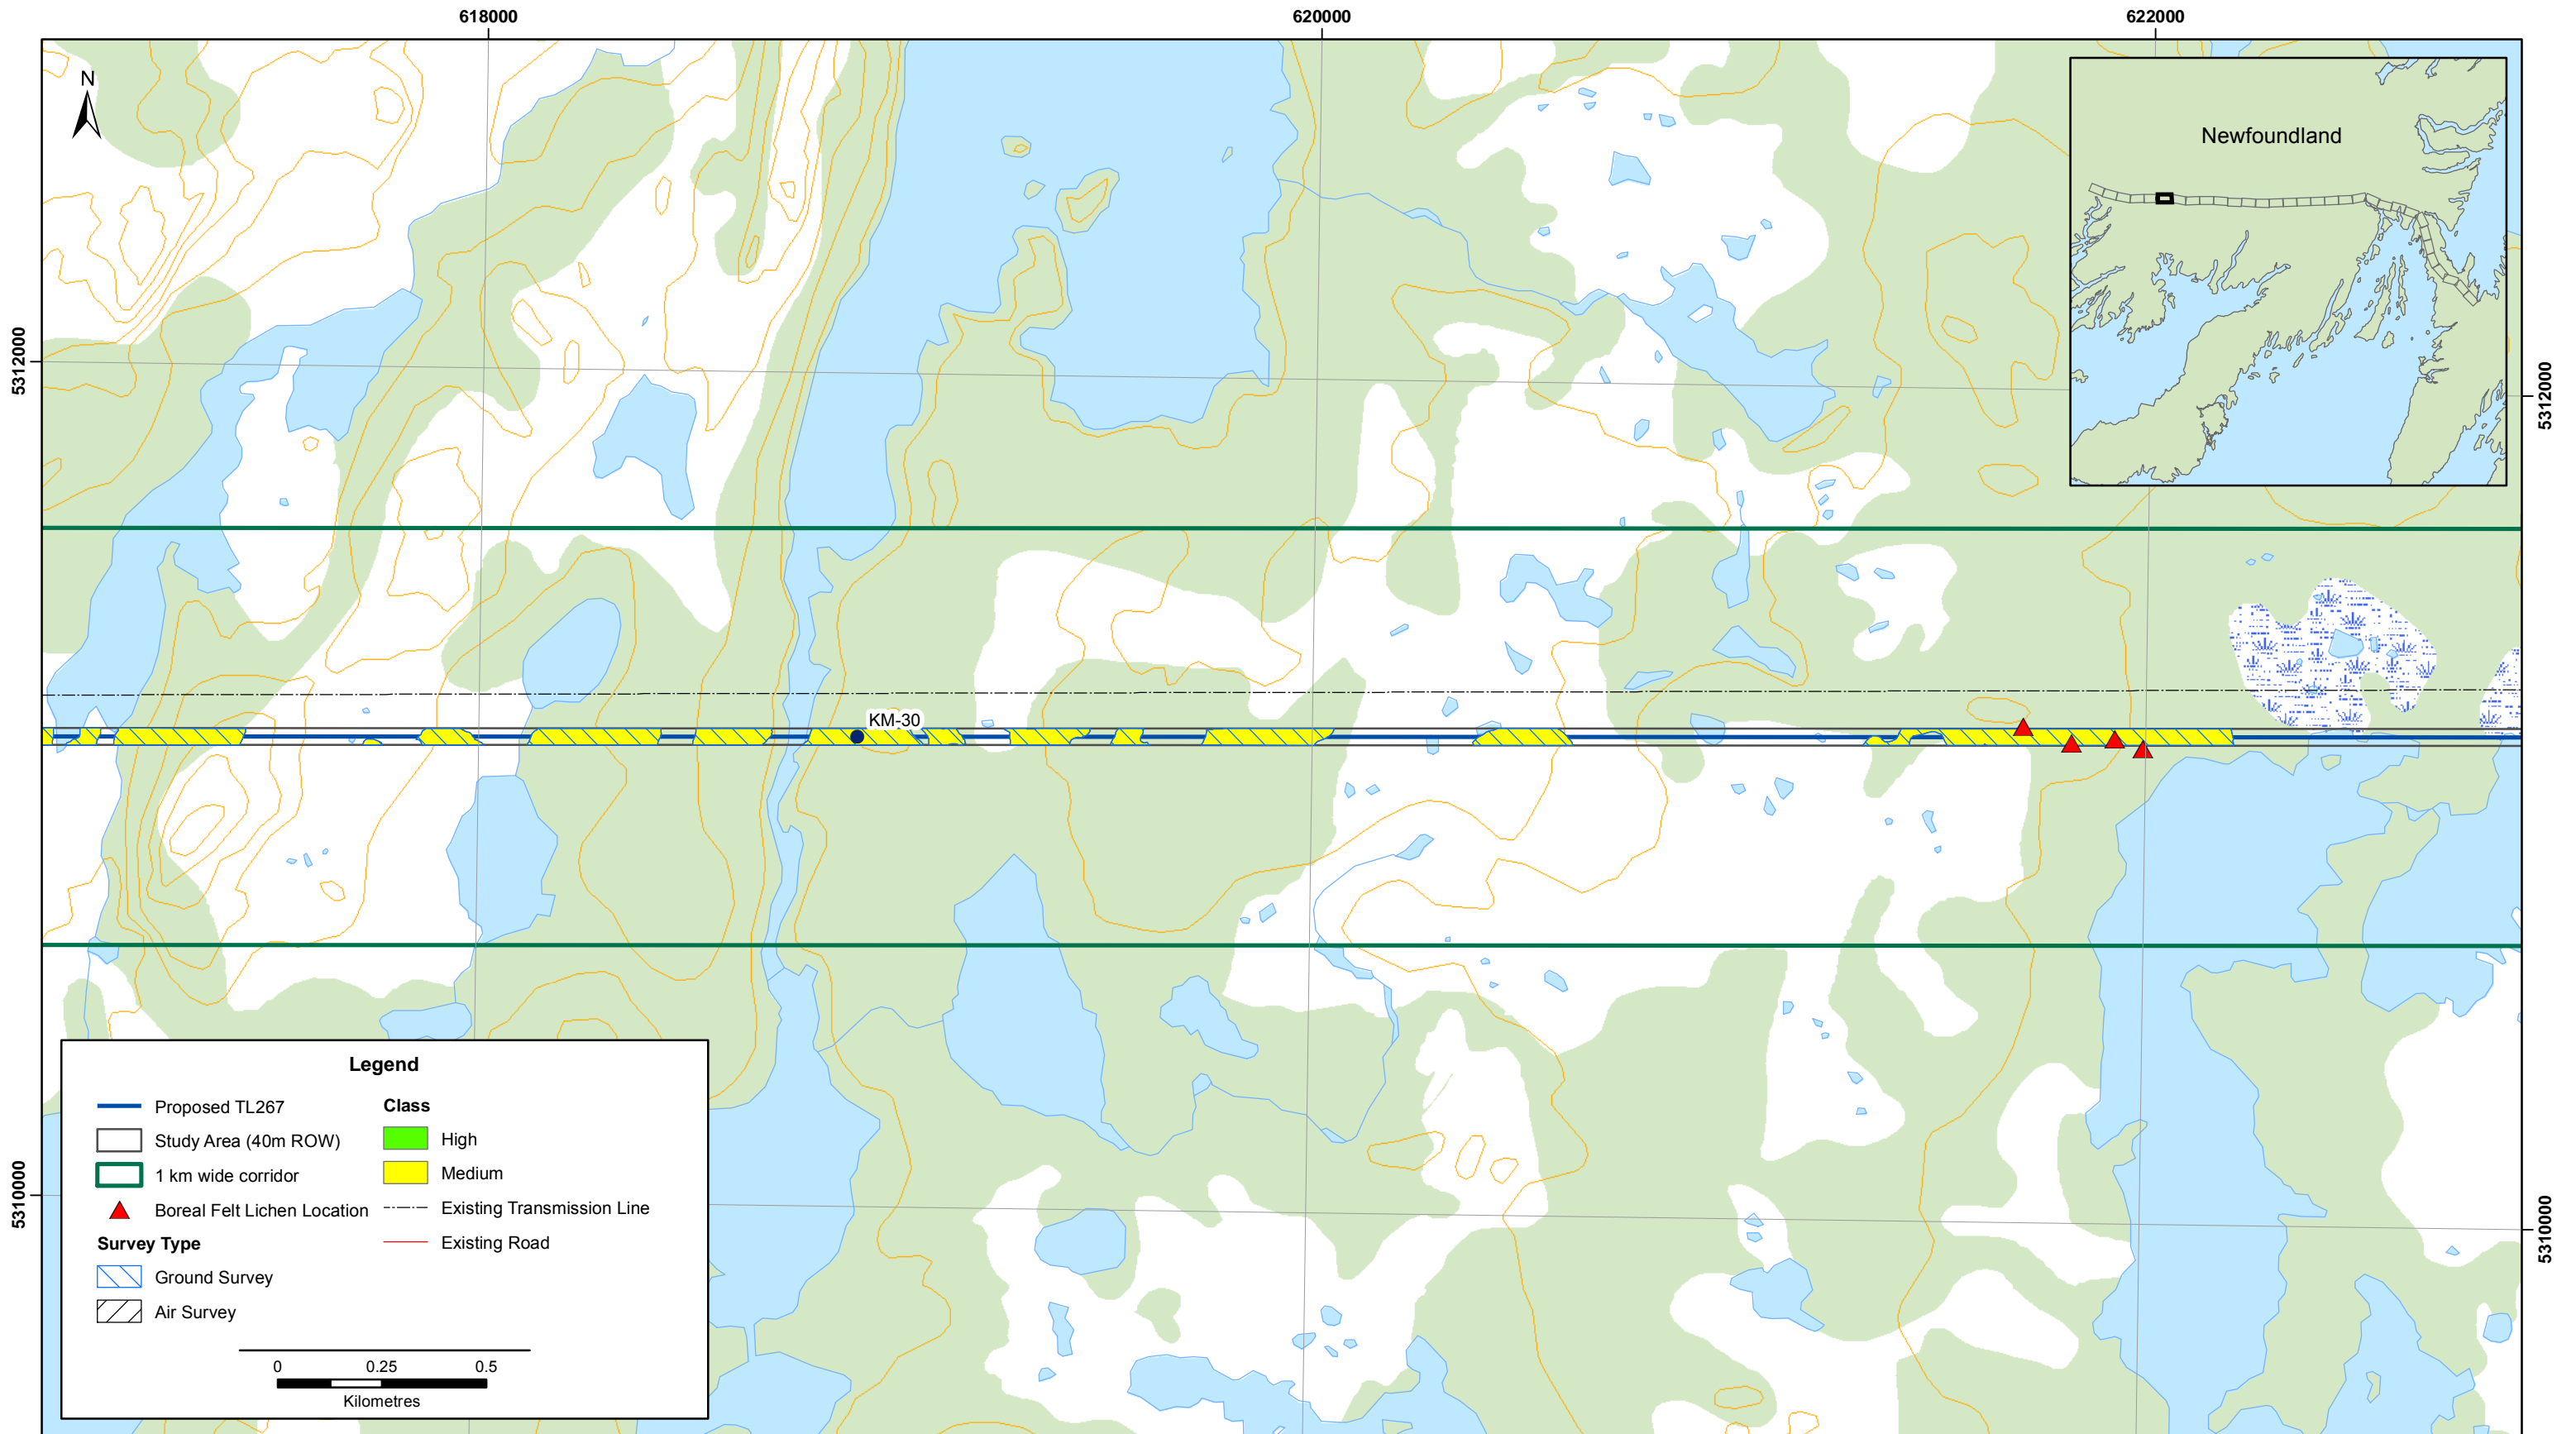 618000
620000
622000
N
Newfoundland
5312000
5312000
KM-30
5310000
5310000
Legend
Proposed TL267
Study Area (40m ROW)
1 km wide corridor
Boreal Felt Lichen Location
Survey Type
Ground Survey
Air Survey
Class
High
Medium
Existing Transmission Line
Existing Road
0 0.25 0.5
Kilometres